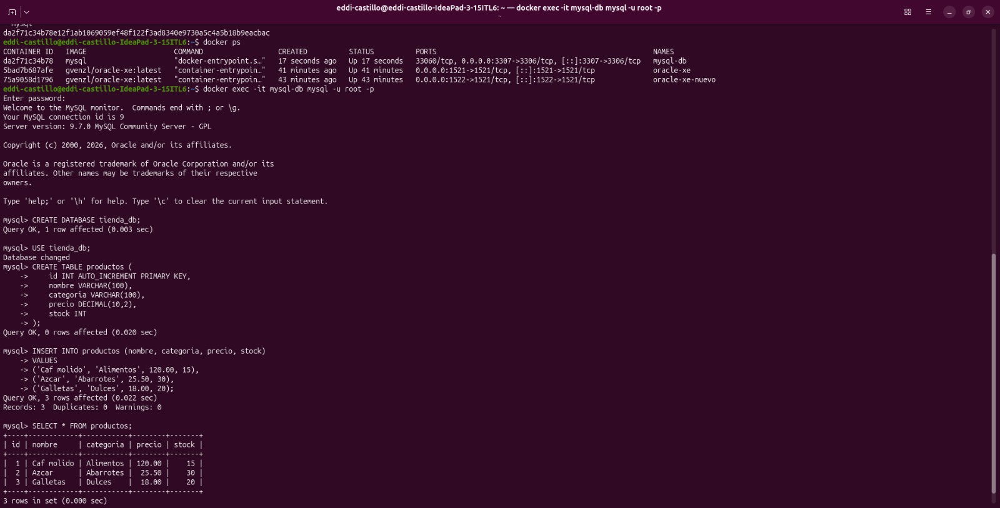 eddi-castillo@eddi-castillo-IdeaPad-3-15ITL6: ~ — docker exec -it mysql-db mysql -u root -p
~
mysql
da2f71c34b78e12f1ab1069059ef48f122f3ad8340e9730a5c4a5b18b9eacbac
eddi-castillo@eddi-castillo-IdeaPad-3-15ITL6:~$ docker ps
CONTAINER ID   IMAGE                     COMMAND                  CREATED          STATUS          PORTS                                                    NAMES
da2f71c34b78   mysql                     "docker-entrypoint.s…"   17 seconds ago   Up 17 seconds   33060/tcp, 0.0.0.0:3307->3306/tcp, [::]:3307->3306/tcp   mysql-db
5bad7b687afe   gvenzl/oracle-xe:latest   "container-entrypoin…"   41 minutes ago   Up 41 minutes   0.0.0.0:1521->1521/tcp, [::]:1521->1521/tcp              oracle-xe
75a9058d1796   gvenzl/oracle-xe:latest   "container-entrypoin…"   43 minutes ago   Up 43 minutes   0.0.0.0:1522->1521/tcp, [::]:1522->1521/tcp              oracle-xe-nuevo
eddi-castillo@eddi-castillo-IdeaPad-3-15ITL6:~$ docker exec -it mysql-db mysql -u root -p
Enter password:
Welcome to the MySQL monitor.  Commands end with ; or \g.
Your MySQL connection id is 9
Server version: 9.7.0 MySQL Community Server - GPL
Copyright (c) 2000, 2026, Oracle and/or its affiliates.
Oracle is a registered trademark of Oracle Corporation and/or its
affiliates. Other names may be trademarks of their respective
owners.
Type 'help;' or '\h' for help. Type '\c' to clear the current input statement.
mysql> CREATE DATABASE tienda_db;
Query OK, 1 row affected (0.003 sec)
mysql> USE tienda_db;
Database changed
mysql> CREATE TABLE productos (
    ->     id INT AUTO_INCREMENT PRIMARY KEY,
    ->     nombre VARCHAR(100),
    ->     categoria VARCHAR(100),
    ->     precio DECIMAL(10,2),
    ->     stock INT
    -> );
Query OK, 0 rows affected (0.020 sec)
mysql> INSERT INTO productos (nombre, categoria, precio, stock)
    -> VALUES
    -> ('Caf molido', 'Alimentos', 120.00, 15),
    -> ('Azcar', 'Abarrotes', 25.50, 30),
    -> ('Galletas', 'Dulces', 18.00, 20);
Query OK, 3 rows affected (0.022 sec)
Records: 3  Duplicates: 0  Warnings: 0
mysql> SELECT * FROM productos;
+----+------------+-----------+--------+-------+
| id | nombre     | categoria | precio | stock |
+----+------------+-----------+--------+-------+
|  1 | Caf molido | Alimentos | 120.00 |    15 |
|  2 | Azcar      | Abarrotes |  25.50 |    30 |
|  3 | Galletas   | Dulces    |  18.00 |    20 |
+----+------------+-----------+--------+-------+
3 rows in set (0.000 sec)